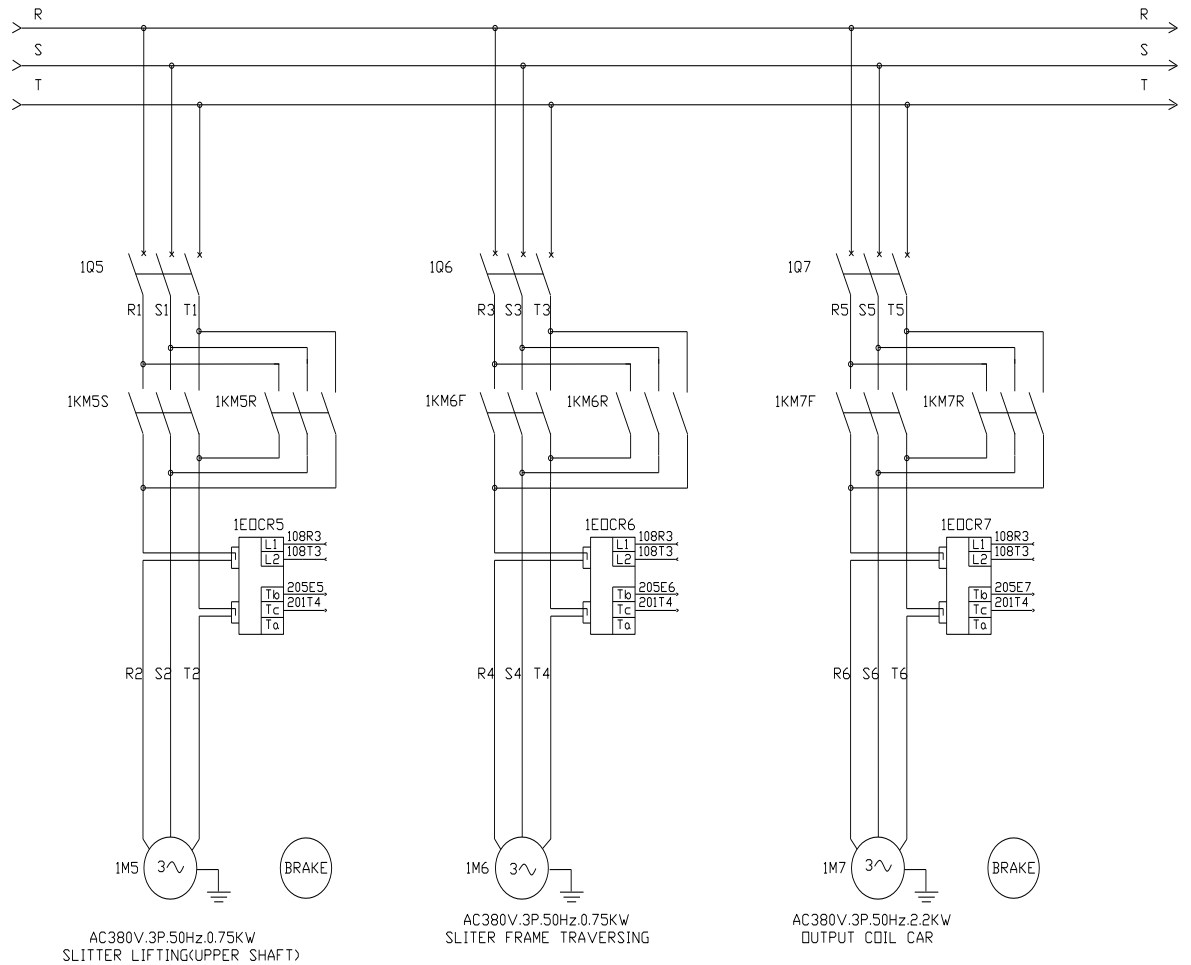 R R
S S
T T
1Q5 1Q6 1Q7
R1 S1 T1 R3 S3 T3 R5 S5 T5
1KM5S 1KM5R 1KM6F 1KM6R 1KM7F 1KM7R
1EOCR5 1EOCR6 1EOCR7
L1 108R3 L1 108R3 L1 108R3
L2 108T3 L2 108T3 L2 108T3
Tb 205E5 Tb 205E6 Tb 205E7
Tc 201T4 Tc 201T4 Tc 201T4
Ta Ta Ta
R2 S2 T2 R4 S4 T4 R6 S6 T6
1M5 3 BRAKE 1M6 3 1M7 3 BRAKE
AC380V.3P.50Hz.0.75KW
SLITTER LIFTING(UPPER SHAFT)
AC380V.3P.50Hz.0.75KW
SLITER FRAME TRAVERSING
AC380V.3P.50Hz.2.2KW
OUTPUT COIL CAR